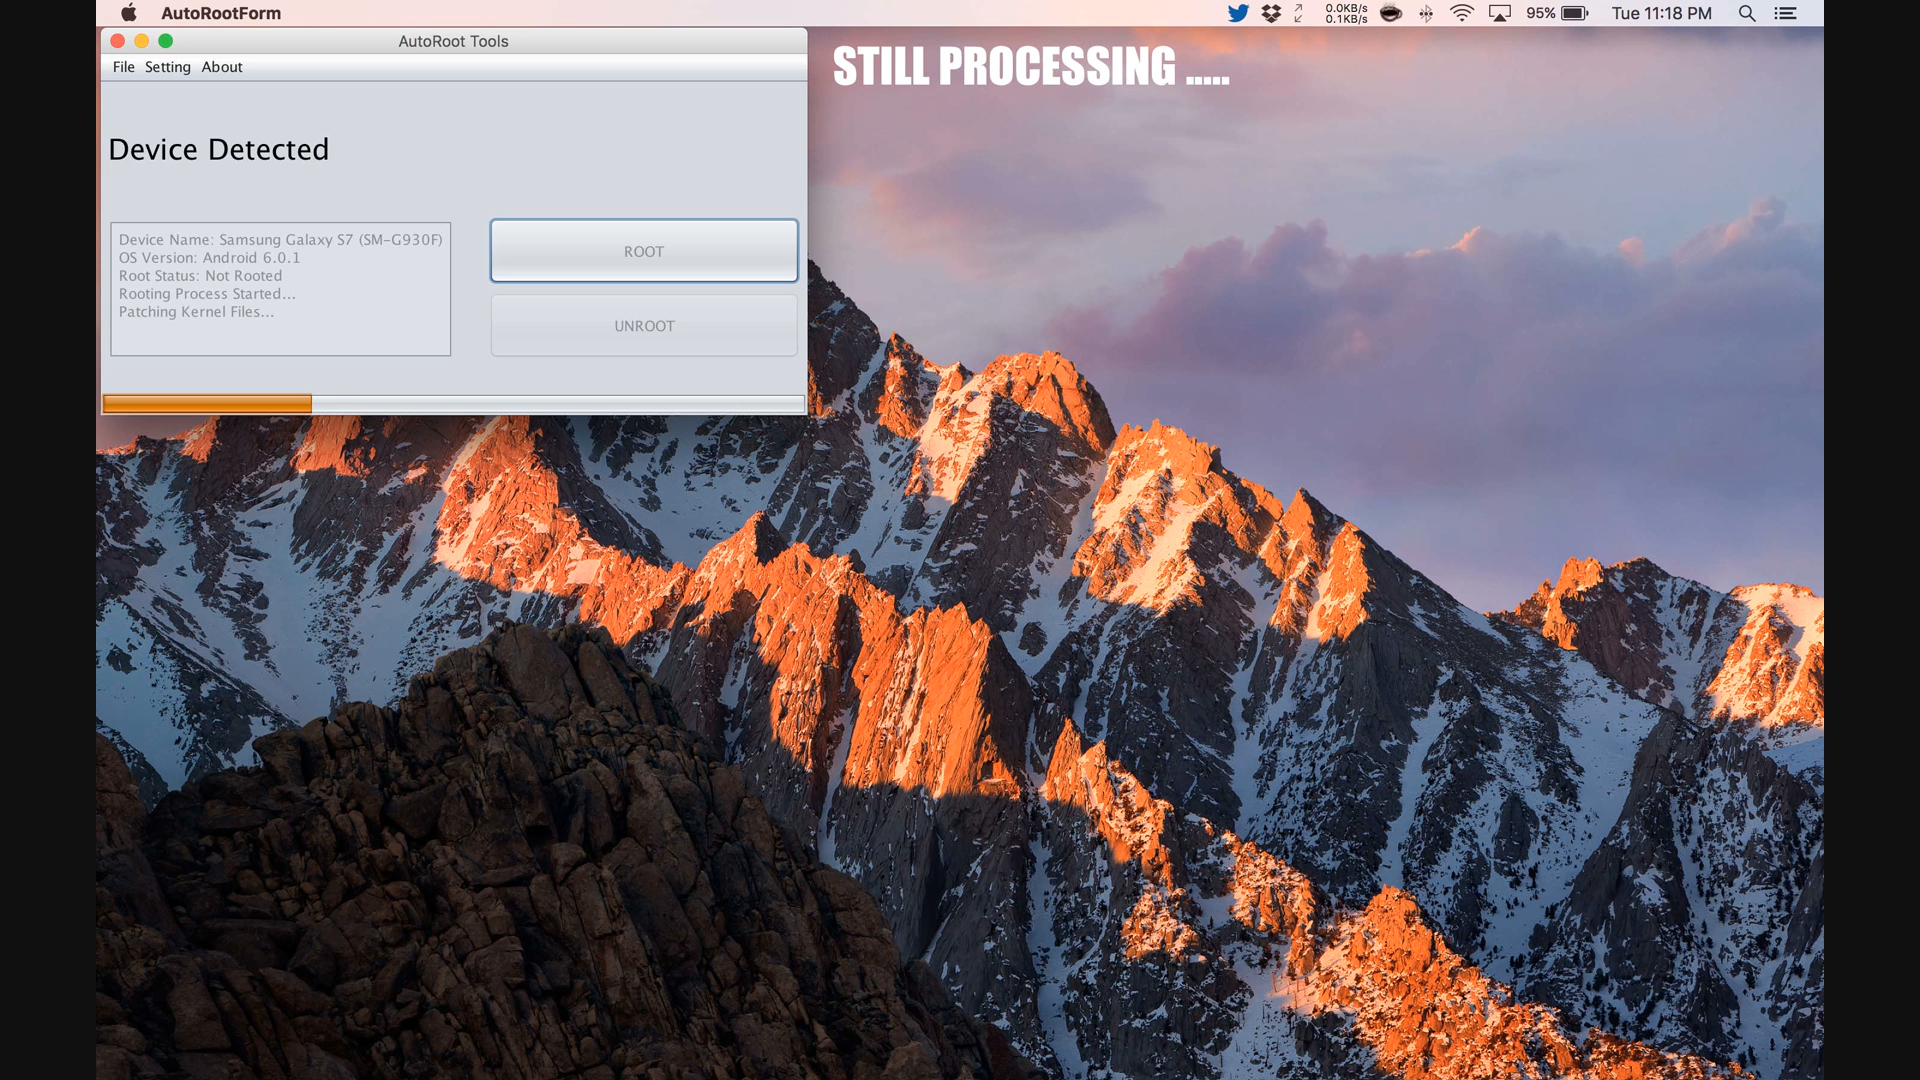 AutoRootForm
0.0KB/s
0.1KB/s
95%
Tue 11:18 PM
AutoRoot Tools
File Setting About
STILL PROCESSING .....
Device Detected
Device Name: Samsung Galaxy S7 (SM-G930F)
OS Version: Android 6.0.1
Root Status: Not Rooted
Rooting Process Started...
Patching Kernel Files...
ROOT
UNROOT